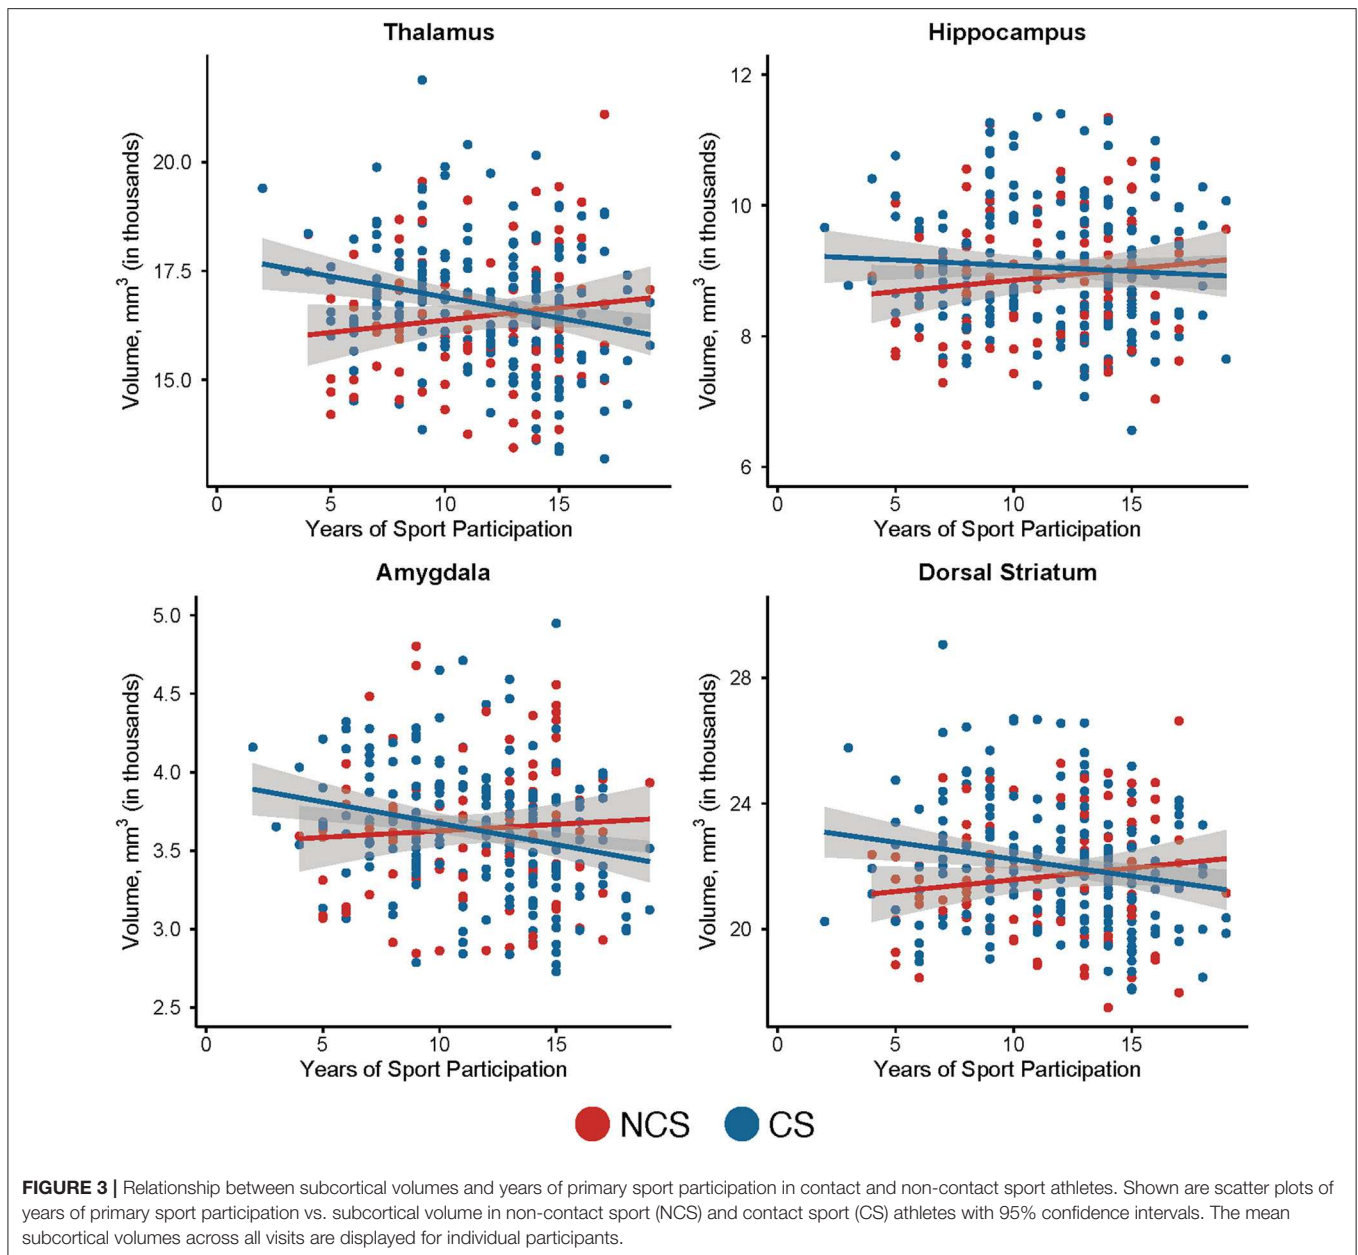 Thalamus
Volume, mm³ (in thousands)
20.0
17.5
15.0
0 5 10 15
Years of Sport Participation
Hippocampus
Volume, mm³ (in thousands)
12
10
8
6
0 5 10 15
Years of Sport Participation
Amygdala
Volume, mm³ (in thousands)
5.0
4.5
4.0
3.5
3.0
2.5
0 5 10 15
Years of Sport Participation
Dorsal Striatum
Volume, mm³ (in thousands)
28
24
20
0 5 10 15
Years of Sport Participation
NCS CS
FIGURE 3 | Relationship between subcortical volumes and years of primary sport participation in contact and non-contact sport athletes. Shown are scatter plots of
years of primary sport participation vs. subcortical volume in non-contact sport (NCS) and contact sport (CS) athletes with 95% confidence intervals. The mean
subcortical volumes across all visits are displayed for individual participants.